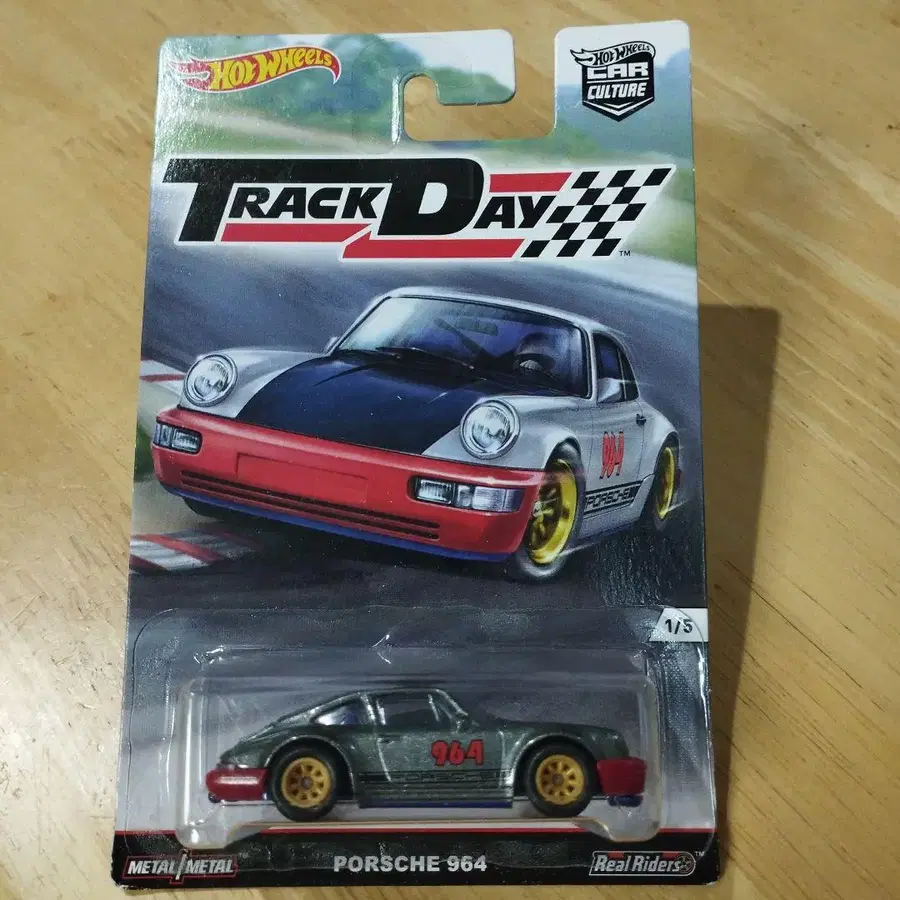 HOT WHEELS
HOT WHEELS
CAR
CULTURE
TRACK DAY
TM
964
PORSCHE
1/5
964
PORSCHE
METAL/METAL
PORSCHE 964
Real Riders
TM